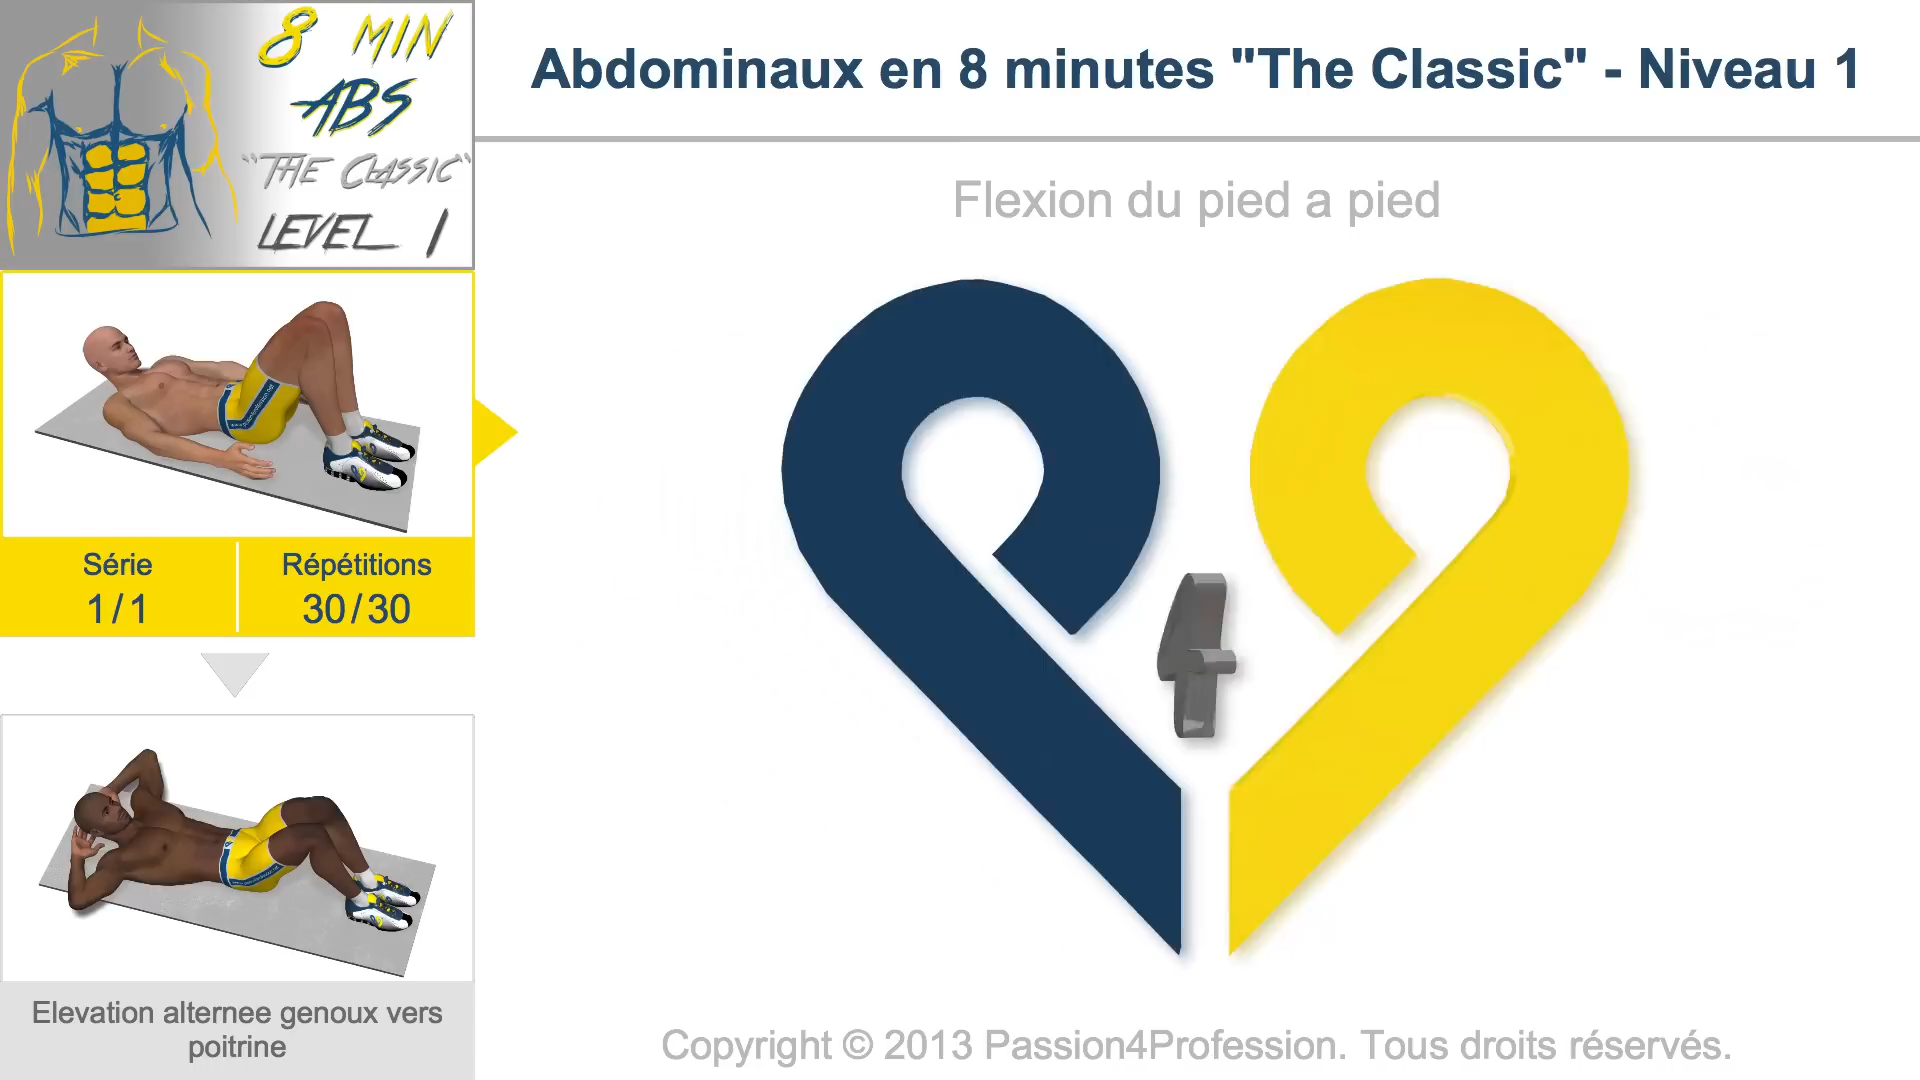 8 MIN
ABS
"THE CLASSIC"
LEVEL 1
Abdominaux en 8 minutes "The Classic" - Niveau 1
Flexion du pied a pied
Série
1/1
Répétitions
30/30
4
Elevation alternee genoux vers
poitrine
Copyright © 2013 Passion4Profession. Tous droits réservés.